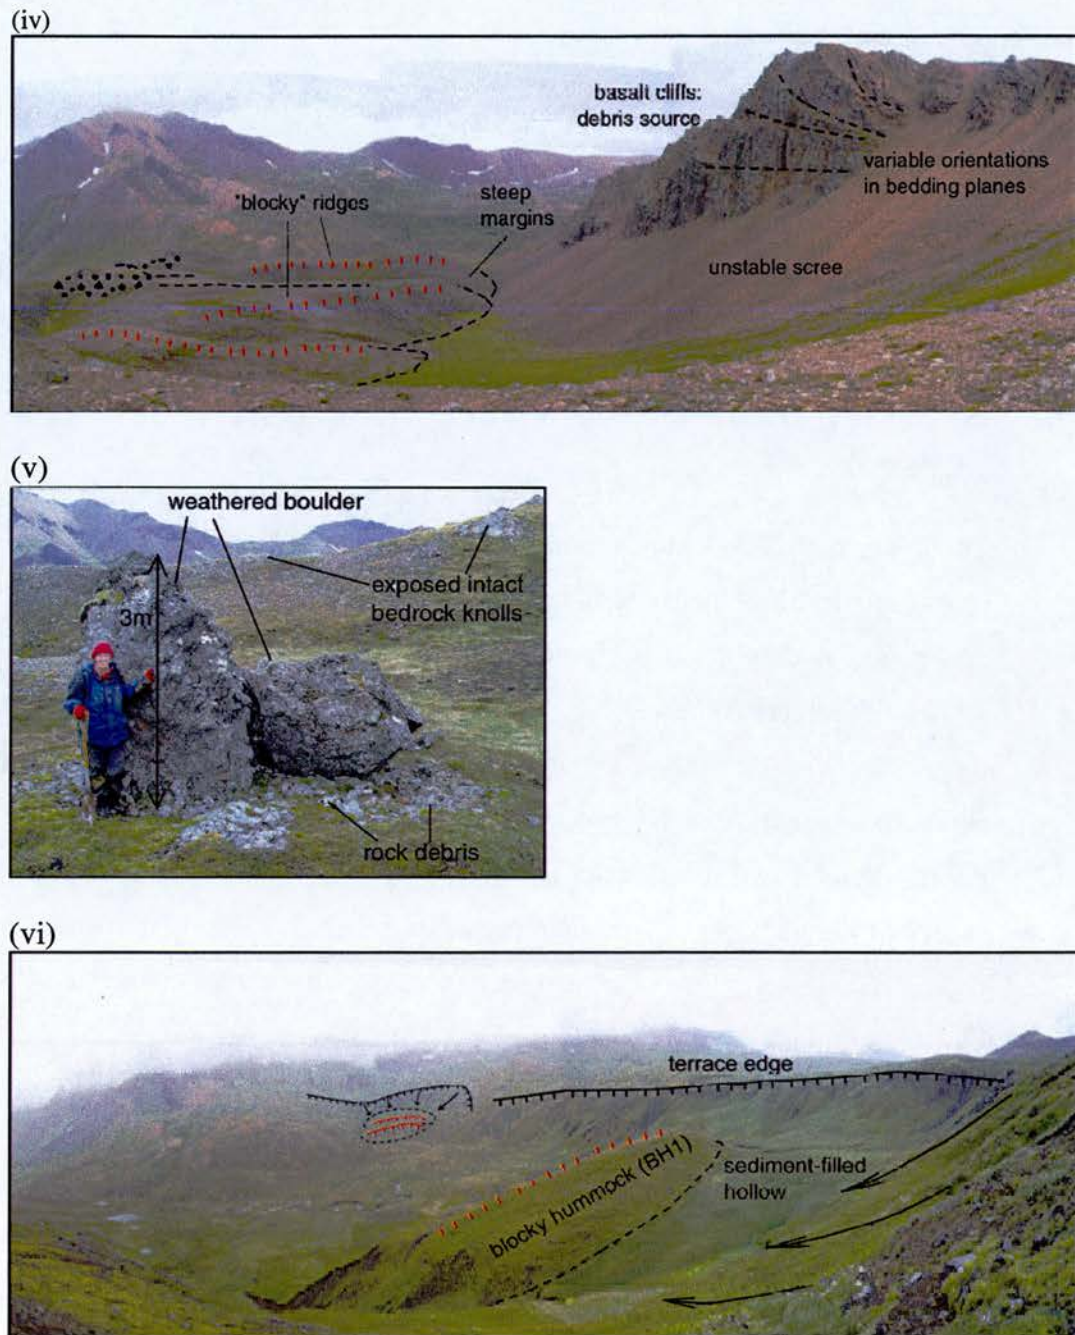 (iv)
basalt cliffs:
debris source
variable orientations
in bedding planes
steep
margins
"blocky" ridges
unstable scree
(v)
weathered boulder
exposed intact
bedrock knolls
3m
rock debris
(vi)
terrace edge
sediment-filled
hollow
blocky hummock (BH1)